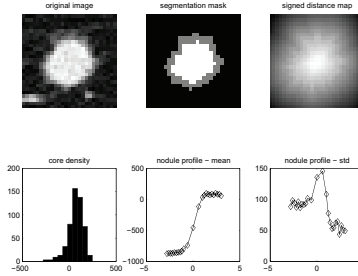 original image segmentation mask signed distance map
core density nodule profile − mean nodule profile − std
200 500 150
150 0 100
100
50 −500 50
0 −1000 0
−500 0 500 −5 0 5 −5 0 5